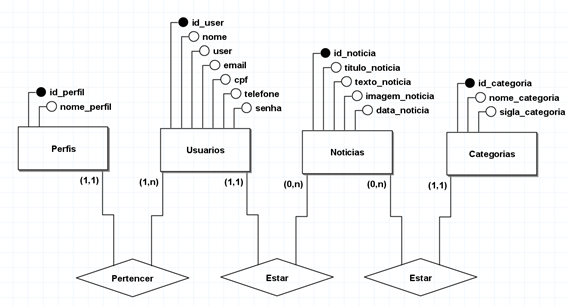 id_user
nome
user
email
cpf
telefone
senha
id_noticia
titulo_noticia
texto_noticia
imagem_noticia
data_noticia
id_categoria
nome_categoria
sigla_categoria
id_perfil
nome_perfil
Perfis
Usuarios
Noticias
Categorias
(1,1)
(1,n)
(1,1)
(0,n)
(0,n)
(1,1)
Pertencer
Estar
Estar